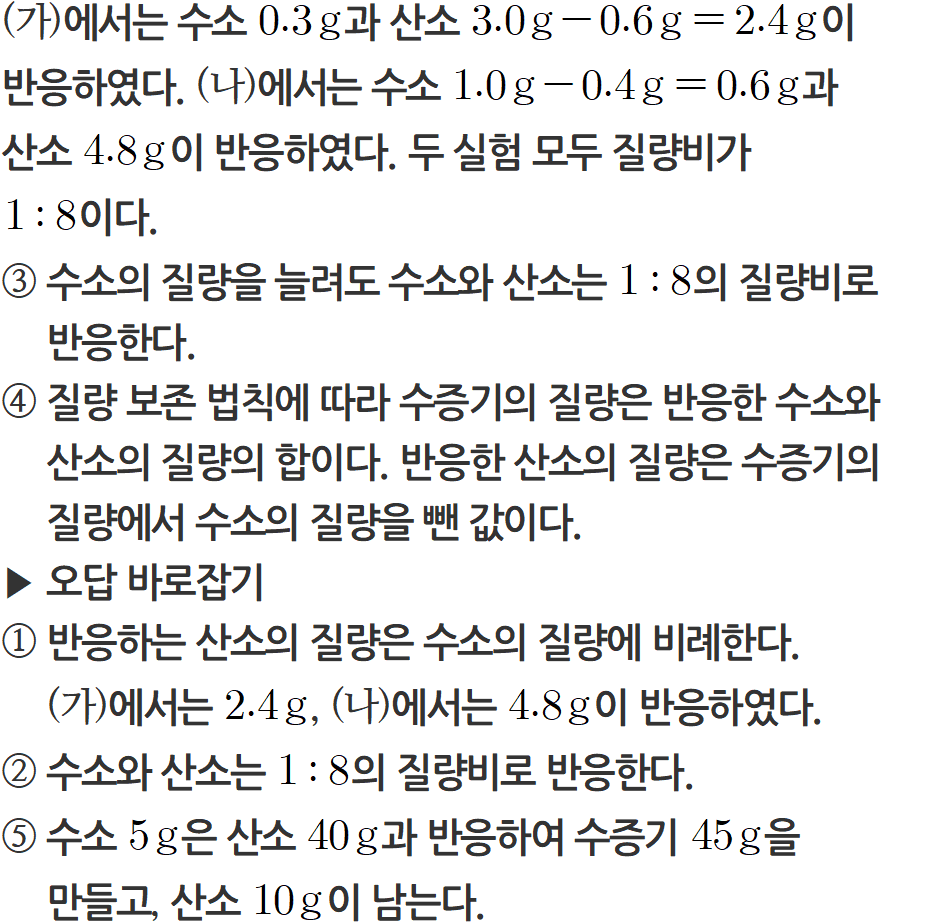 (가)에서는 수소 0.3 g과 산소 3.0 g − 0.6 g = 2.4 g이
반응하였다. (나)에서는 수소 1.0 g − 0.4 g = 0.6 g과
산소 4.8 g이 반응하였다. 두 실험 모두 질량비가
1 : 8이다.
③ 수소의 질량을 늘려도 수소와 산소는 1 : 8의 질량비로
반응한다.
④ 질량 보존 법칙에 따라 수증기의 질량은 반응한 수소와
산소의 질량의 합이다. 반응한 산소의 질량은 수증기의
질량에서 수소의 질량을 뺀 값이다.
▶ 오답 바로잡기
① 반응하는 산소의 질량은 수소의 질량에 비례한다.
(가)에서는 2.4 g, (나)에서는 4.8 g이 반응하였다.
② 수소와 산소는 1 : 8의 질량비로 반응한다.
⑤ 수소 5 g은 산소 40 g과 반응하여 수증기 45 g을
만들고, 산소 10 g이 남는다.